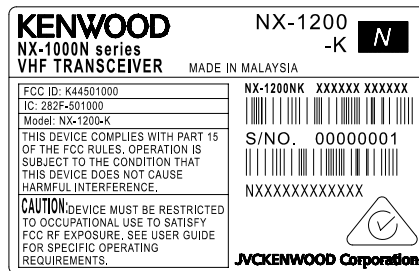 KENWOOD
NX-1000N series
VHF TRANSCEIVER
MADE IN MALAYSIA
NX-1200
-K
N
FCC ID: K44501000
IC: 282F-501000
Model: NX-1200-K
THIS DEVICE COMPLIES WITH PART 15
OF THE FCC RULES. OPERATION IS
SUBJECT TO THE CONDITION THAT
THIS DEVICE DOES NOT CAUSE
HARMFUL INTERFERENCE.
CAUTION:DEVICE MUST BE RESTRICTED
TO OCCUPATIONAL USE TO SATISFY
FCC RF EXPOSURE. SEE USER GUIDE
FOR SPECIFIC OPERATING
REQUIREMENTS.
NX-1200NK XXXXXX XXXXXX
S/NO. 00000001
NXXXXXXXXXXXXX
JVCKENWOOD Corporation